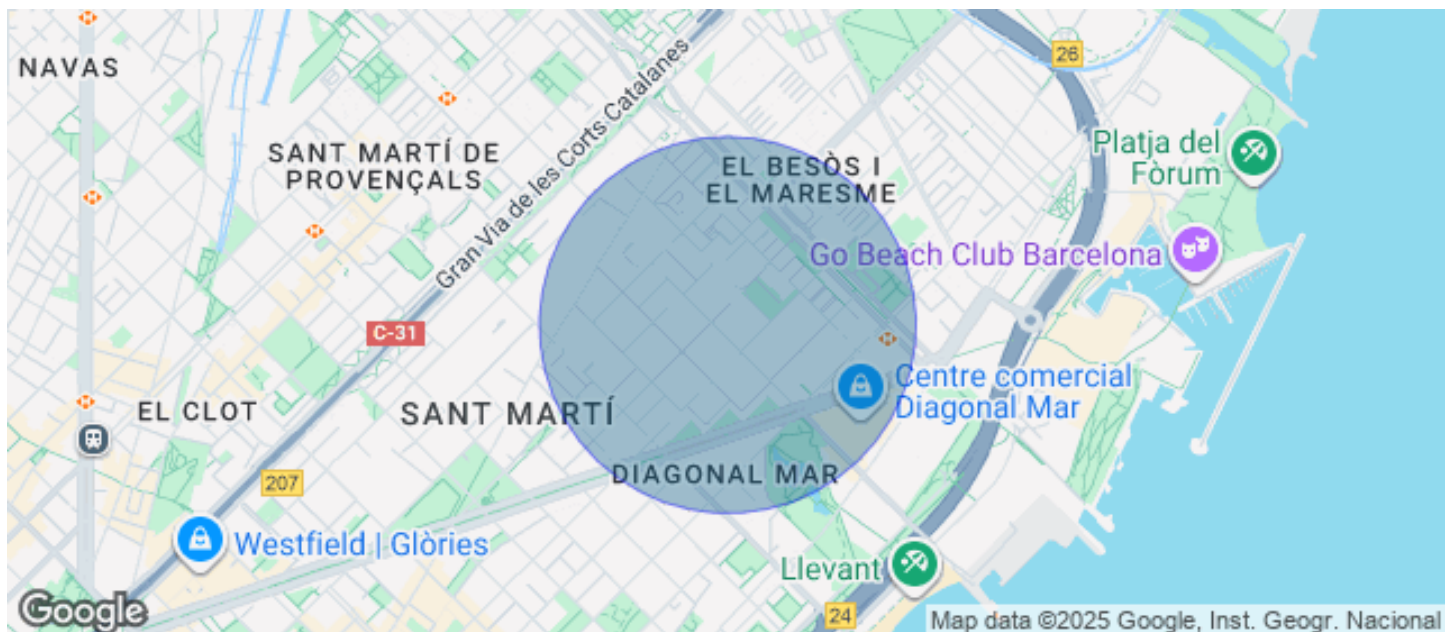 NAVAS
26
SANT MARTÍ DE
PROVENÇALS
Gran Via de les Corts Catalanes
EL BESÒS I
EL MARESME
Platja del
Fòrum
Go Beach Club Barcelona
C-31
Centre comercial
Diagonal Mar
EL CLOT
SANT MARTÍ
DIAGONAL MAR
207
Westfield | Glòries
Llevant
24
Google
Map data ©2025 Google, Inst. Geogr. Nacional